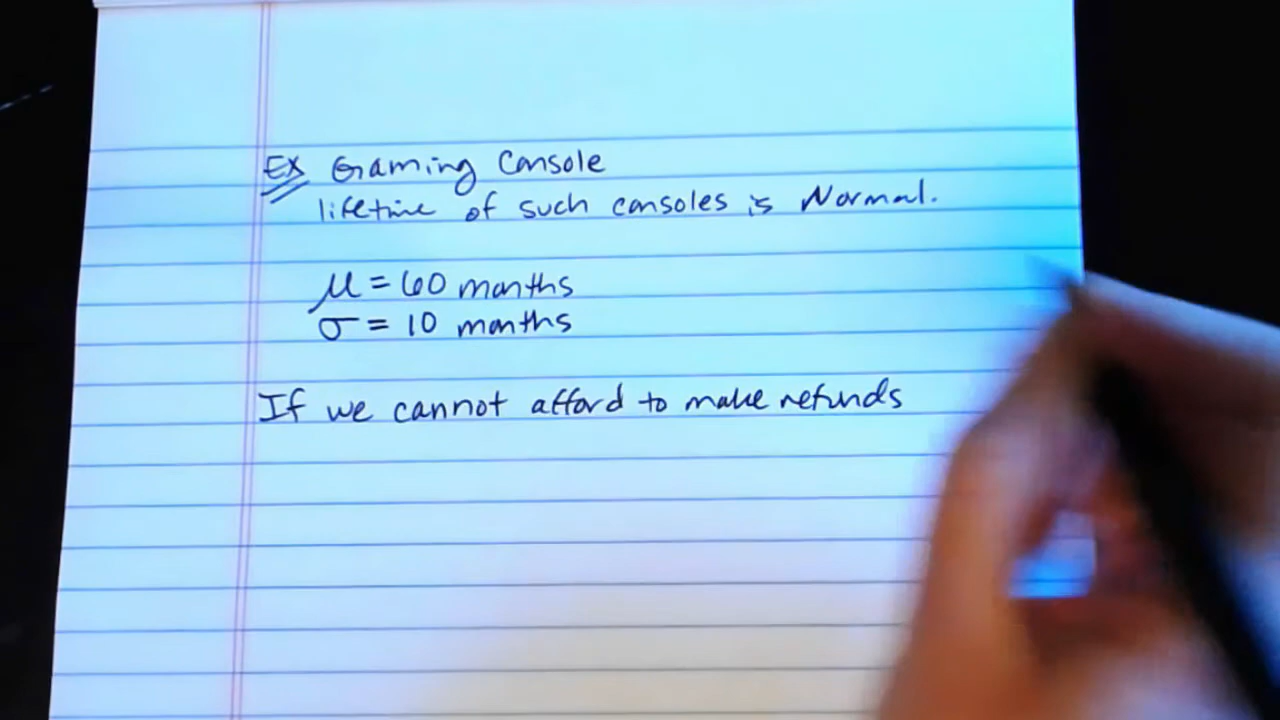 Ex Gaming Console
lifetime of such consoles is Normal.
μ = 60 months
σ = 10 months
If we cannot afford to make refunds